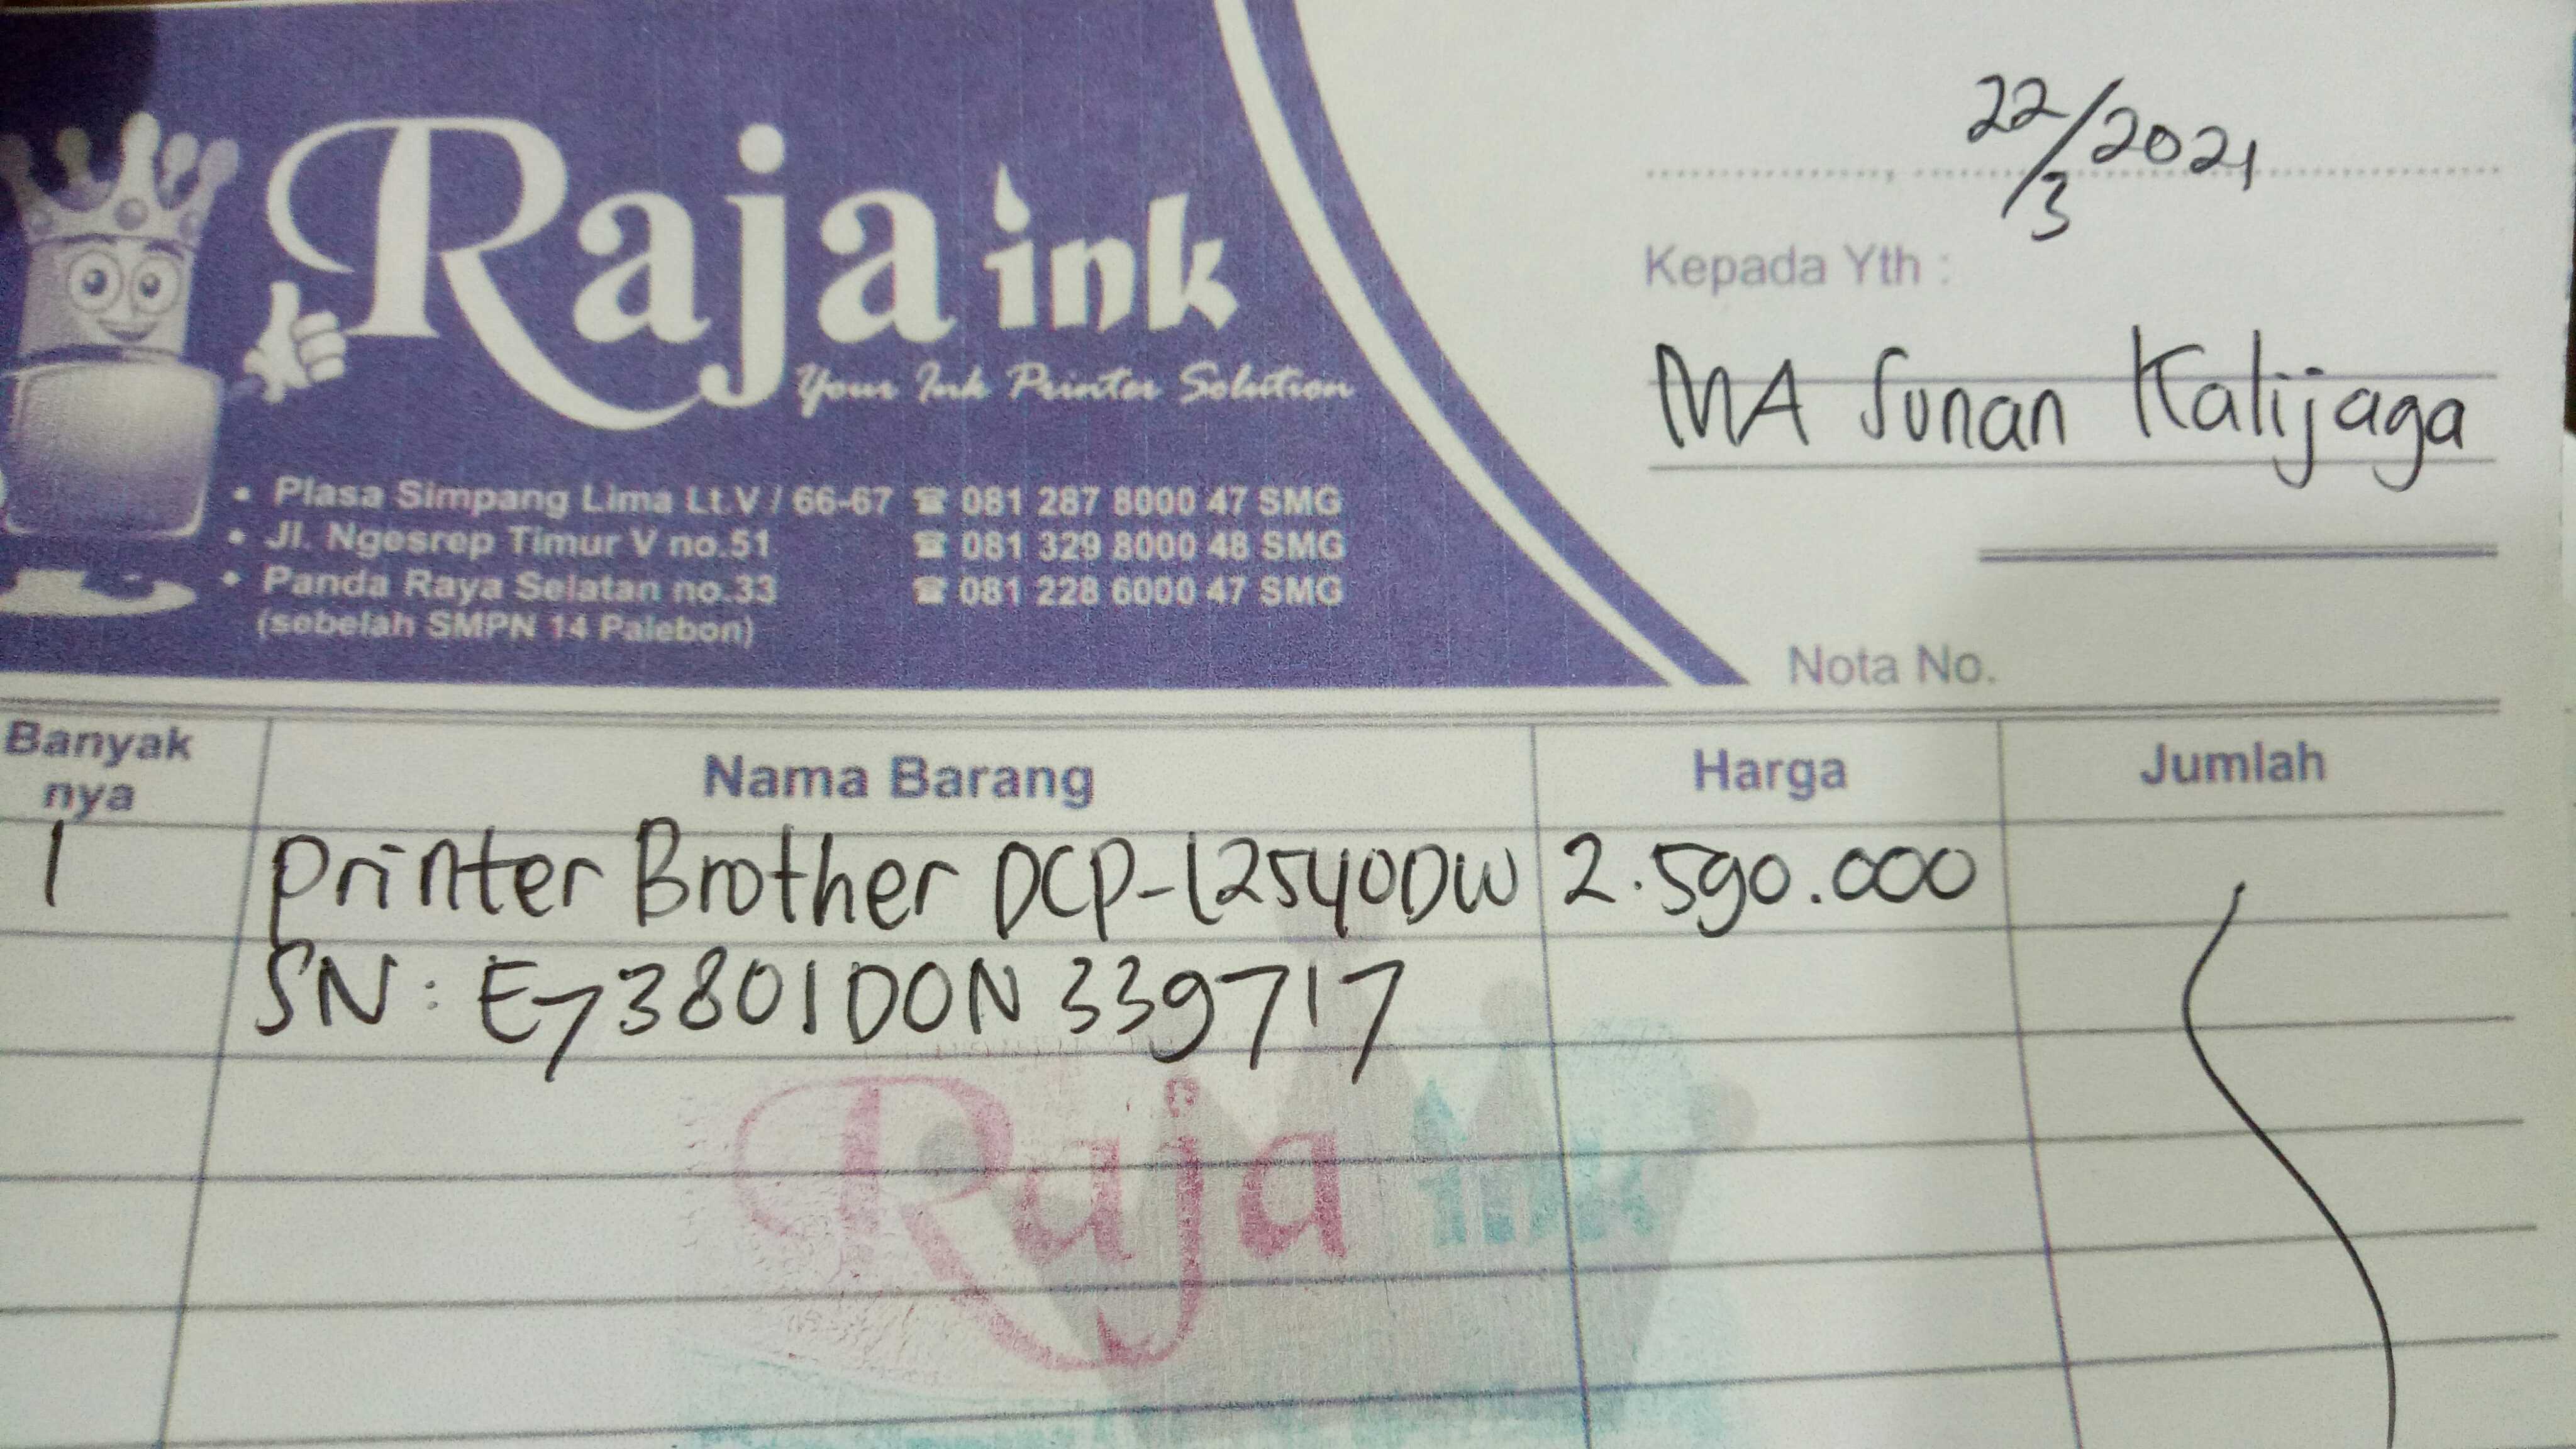 Raja ink
Your Ink Printer Solution
• Plasa Simpang Lima Lt.V / 66-67 ☎ 081 287 8000 47 SMG
• Jl. Ngesrep Timur V no.51 ☎ 081 329 8000 48 SMG
• Panda Raya Selatan no.33 ☎ 081 228 6000 47 SMG
(sebelah SMPN 14 Palebon)
22/3/2021
Kepada Yth :
MA Sunan Kalijaga
Nota No.
Banyak nya Nama Barang Harga Jumlah
1 Printer Brother DCP-L2540DW 2.590.000
SN: E73801D0N339717
Raja ink